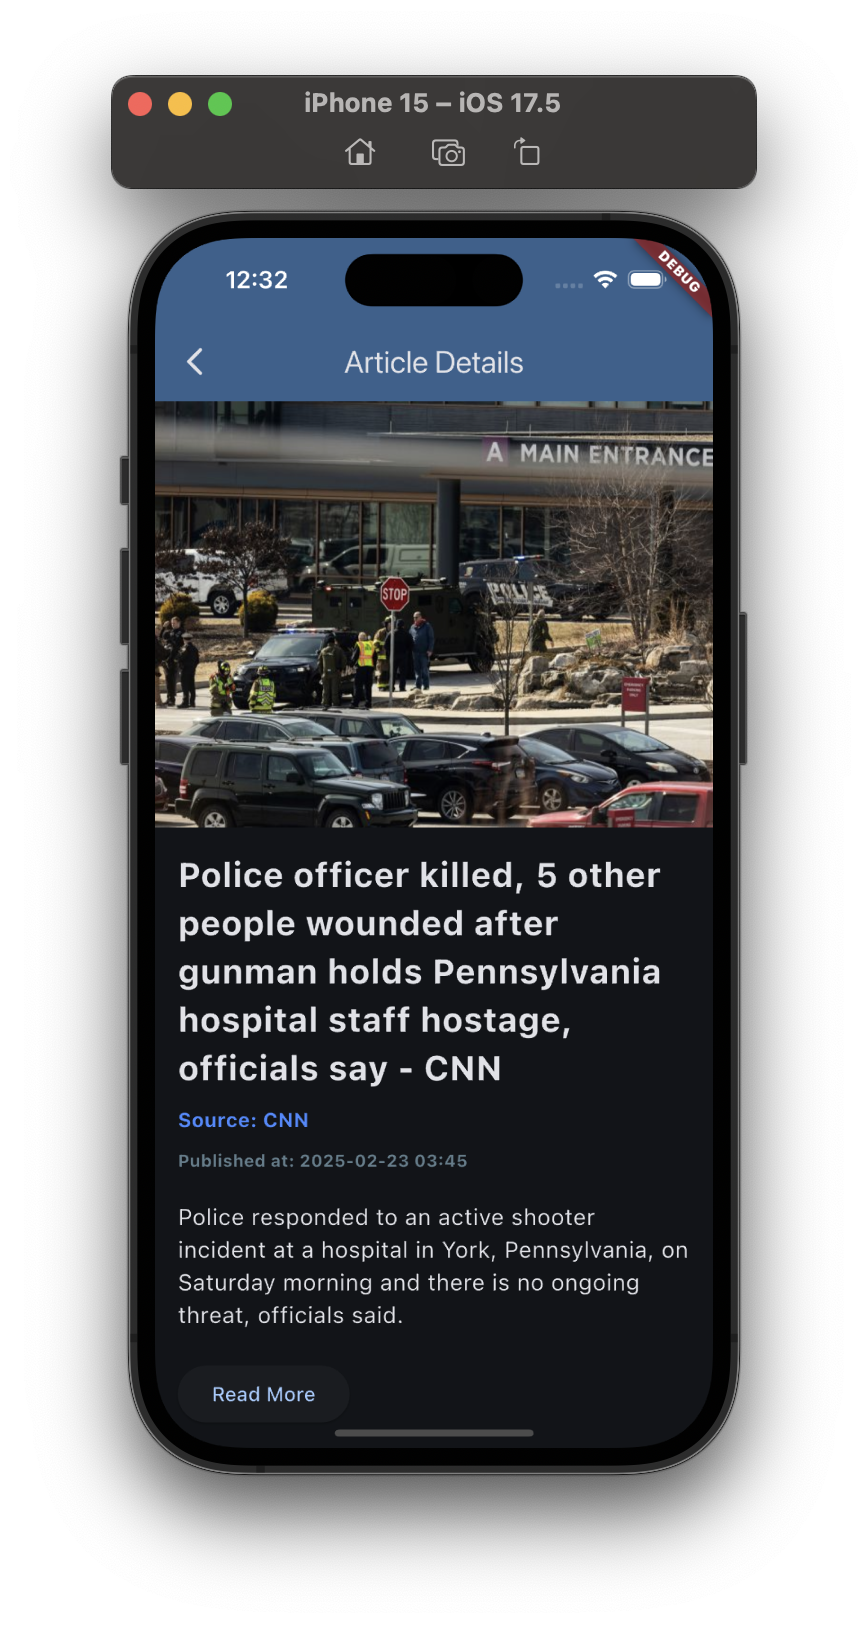 iPhone 15 – iOS 17.5
12:32
DEBUG
Article Details
A MAIN ENTRANCE
STOP
POLICE
Police officer killed, 5 other
people wounded after
gunman holds Pennsylvania
hospital staff hostage,
officials say - CNN
Source: CNN
Published at: 2025-02-23 03:45
Police responded to an active shooter
incident at a hospital in York, Pennsylvania, on
Saturday morning and there is no ongoing
threat, officials said.
Read More